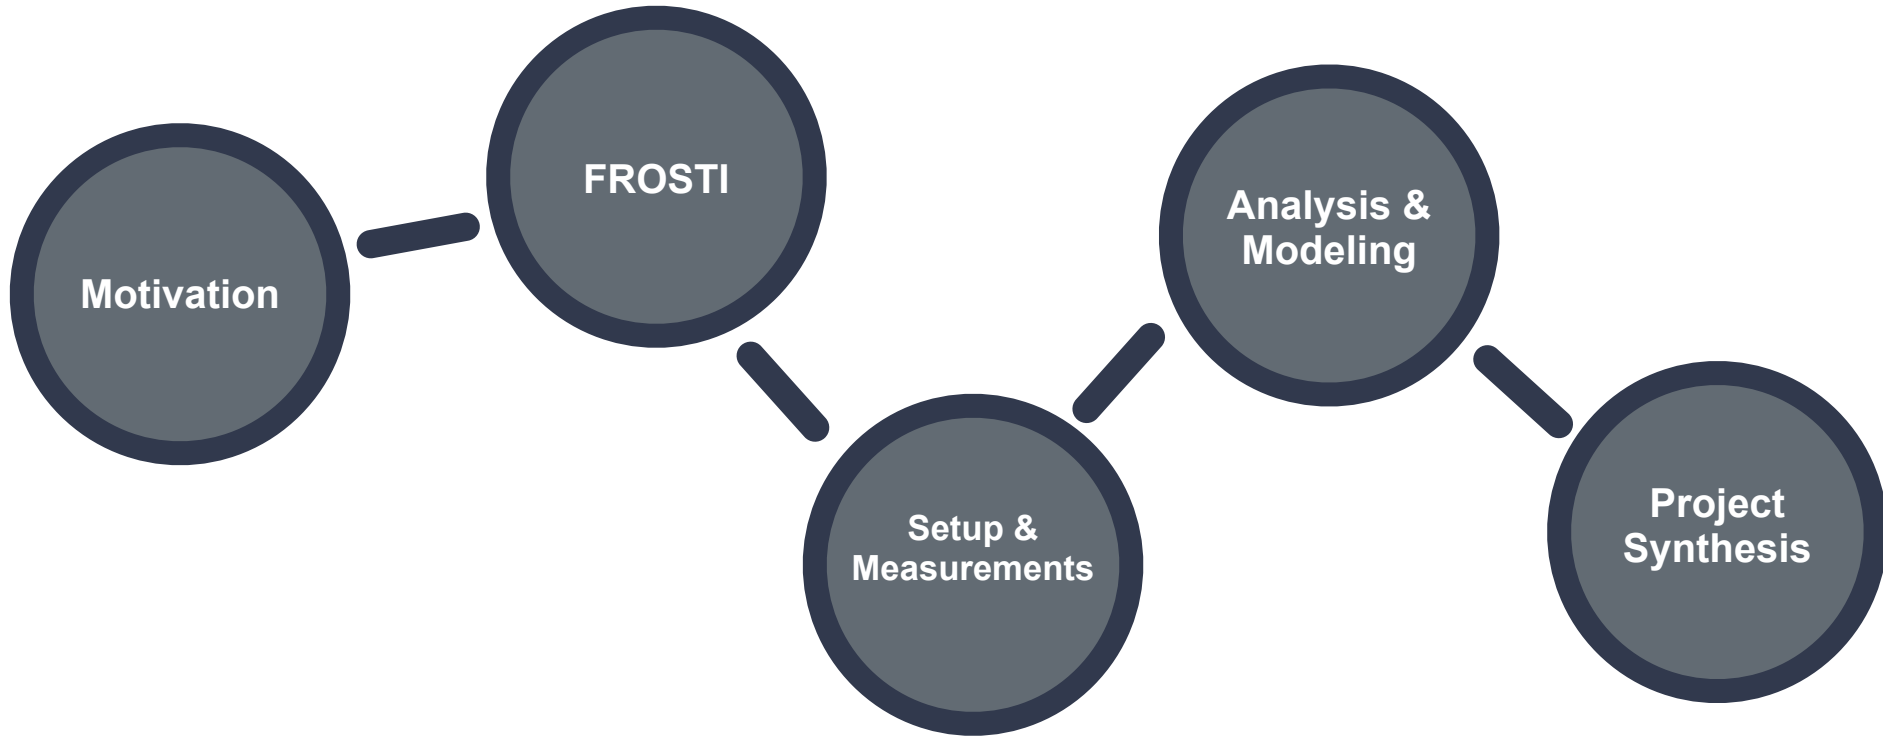 Motivation
FROSTI
Setup &
Measurements
Analysis &
Modeling
Project
Synthesis